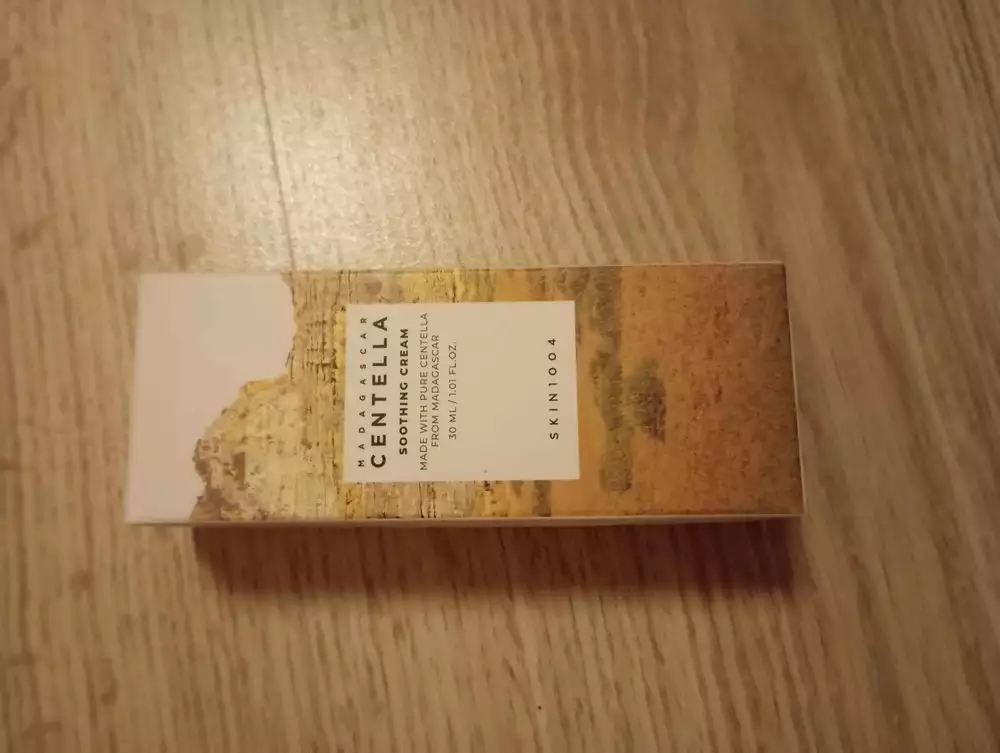 MADAGASCAR
CENTELLA
SOOTHING CREAM
MADE WITH PURE CENTELLA
FROM MADAGASCAR
30 ML / 1.01 FL.OZ.
SKIN1004